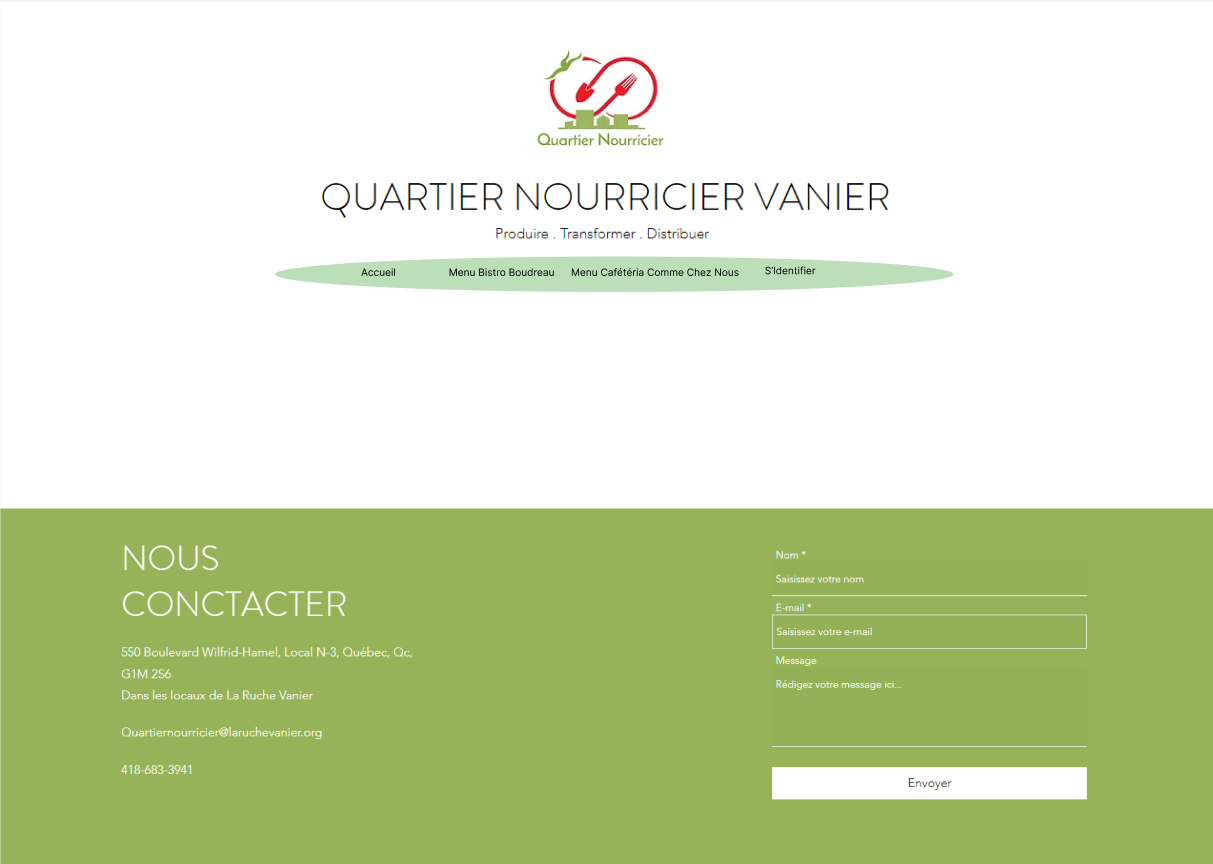 Quartier Nourricier
QUARTIER NOURRICIER VANIER
Produire . Transformer . Distribuer
Accueil Menu Bistro Boudreau Menu Cafétéria Comme Chez Nous S'Identifier
NOUS
CONCTACTER
550 Boulevard Wilfrid-Hamel, Local N-3, Québec, Qc,
G1M 2S6
Dans les locaux de La Ruche Vanier
Quartiernourricier@laruchevanier.org
418-683-3941
Nom *
Saisissez votre nom
E-mail *
Saisissez votre e-mail
Message
Rédigez votre message ici...
Envoyer